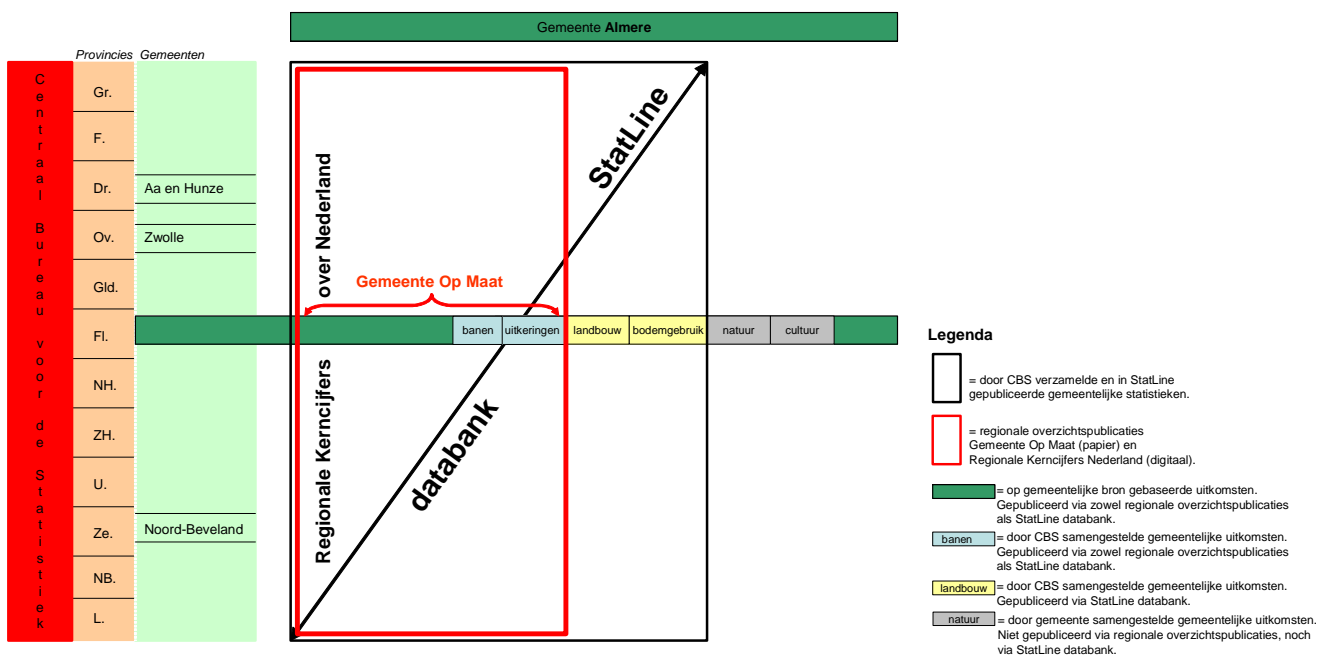 Gemeente Almere
Provincies Gemeenten
Centraal Bureau voor de Statistiek
Gr.
F.
Dr.
Aa en Hunze
Ov.
Zwolle
Gld.
Fl.
NH.
ZH.
U.
Ze.
Noord-Beveland
NB.
L.
Regionale Kerncijfers over Nederland
StatLine
databank
Gemeente Op Maat
banen
uitkeringen
landbouw
bodemgebruik
natuur
cultuur
Legenda
= door CBS verzamelde en in StatLine
gepubliceerde gemeentelijke statistieken.
= regionale overzichtspublicaties
Gemeente Op Maat (papier) en
Regionale Kerncijfers Nederland (digitaal).
= op gemeentelijke bron gebaseerde uitkomsten.
Gepubliceerd via zowel regionale overzichtspublicaties
als StatLine databank.
banen = door CBS samengestelde gemeentelijke uitkomsten.
Gepubliceerd via zowel regionale overzichtspublicaties
als StatLine databank.
landbouw = door CBS samengestelde gemeentelijke uitkomsten.
Gepubliceerd via StatLine databank.
natuur = door gemeente samengestelde gemeentelijke uitkomsten.
Niet gepubliceerd via regionale overzichtspublicaties, noch
via StatLine databank.